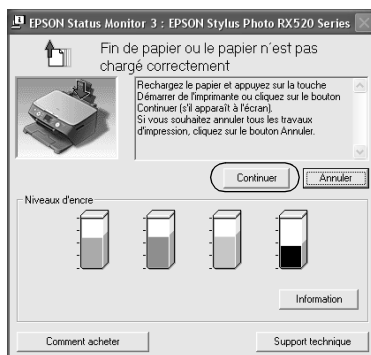 EPSON Status Monitor 3 : EPSON Stylus Photo RX520 Series
Fin de papier ou le papier n´est pas
chargé correctement
Rechargez le papier et appuyez sur la touche
Démarrer de l'imprimante ou cliquez sur le bouton
Continuer (s'il apparaît à l'écran).
Si vous souhaitez annuler tous les travaux
d'impression, cliquez sur le bouton Annuler.
Continuer
Annuler
Niveaux d'encre
Information
Comment acheter
Support technique